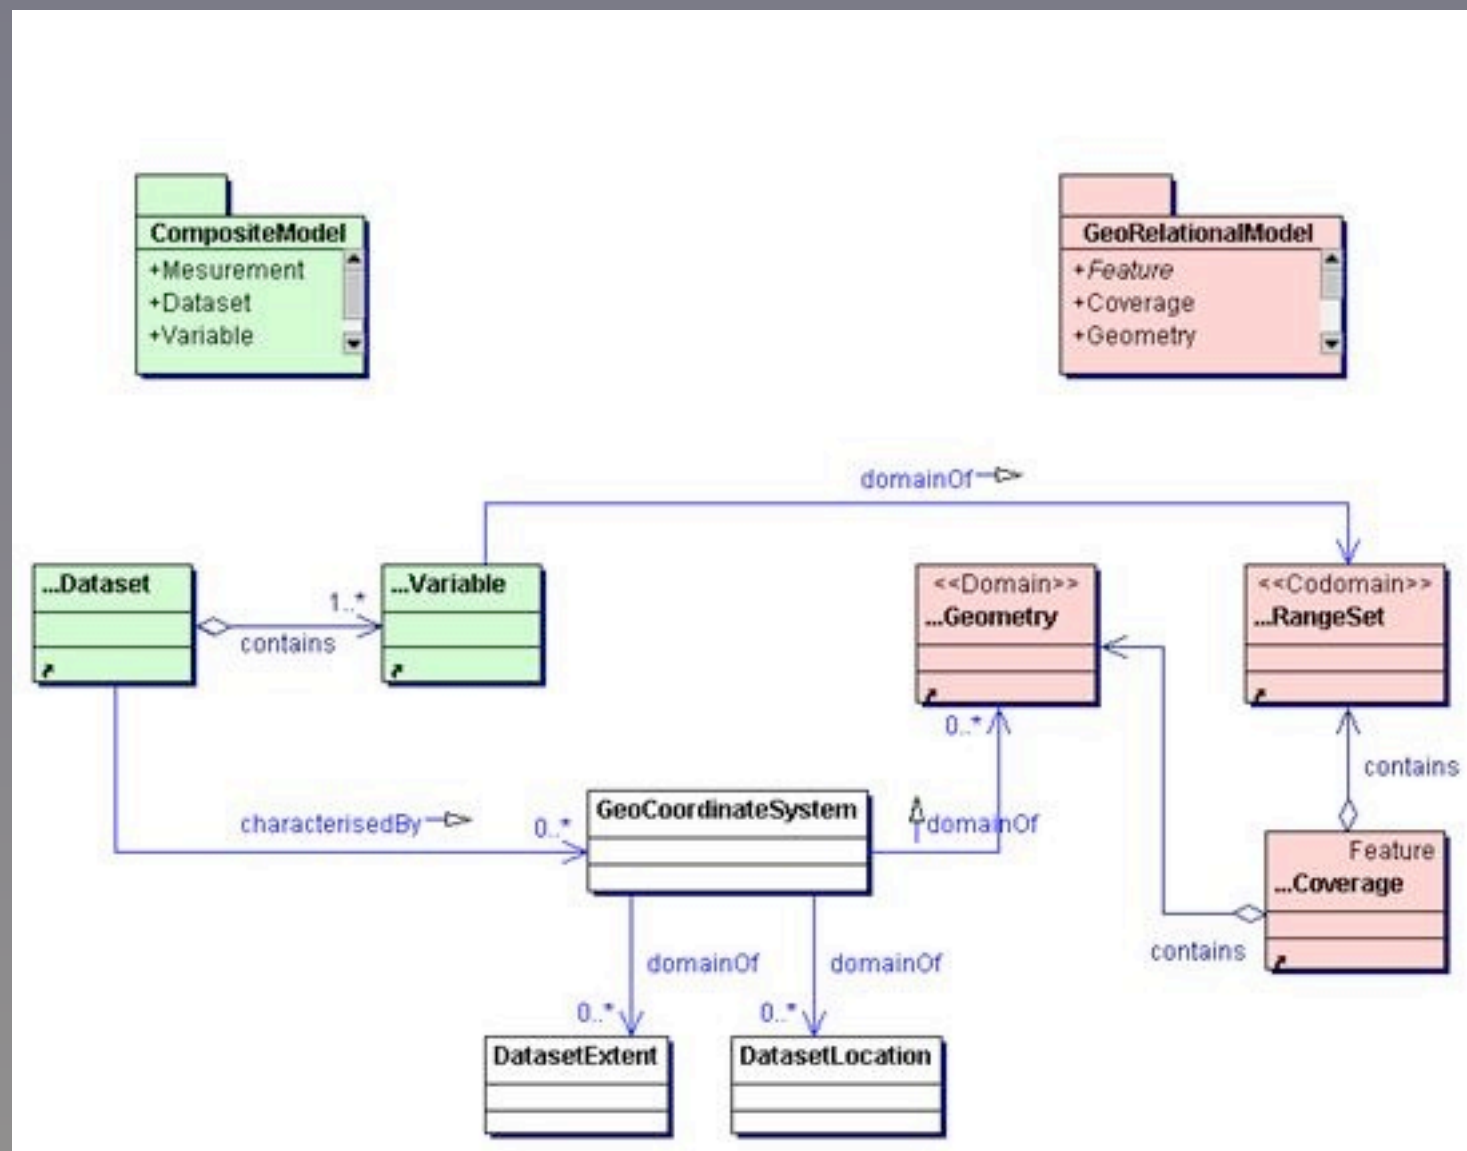 CompositeModel
+Mesurement
+Dataset
+Variable
GeoRelationalModel
+Feature
+Coverage
+Geometry
domainOf
...Dataset
1..*
contains
...Variable
<<Domain>>
...Geometry
<<Codomain>>
...RangeSet
0..*
contains
characterisedBy
0..*
GeoCoordinateSystem
domainOf
Feature
...Coverage
contains
domainOf
domainOf
0..*
0..*
DatasetExtent
DatasetLocation